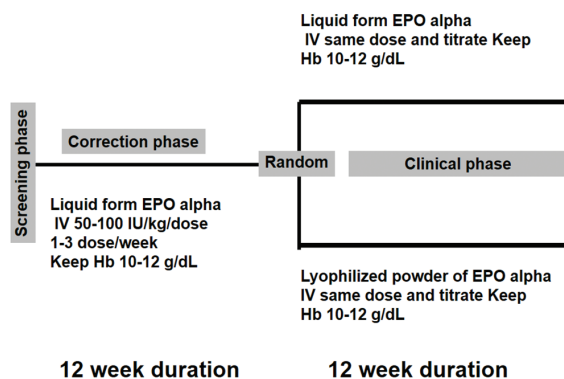 Liquid form EPO alpha
IV same dose and titrate Keep
Hb 10-12 g/dL
Screening phase
Correction phase
Random
Clinical phase
Liquid form EPO alpha
IV 50-100 IU/kg/dose
1-3 dose/week
Keep Hb 10-12 g/dL
Lyophilized powder of EPO alpha
IV same dose and titrate Keep
Hb 10-12 g/dL
12 week duration
12 week duration